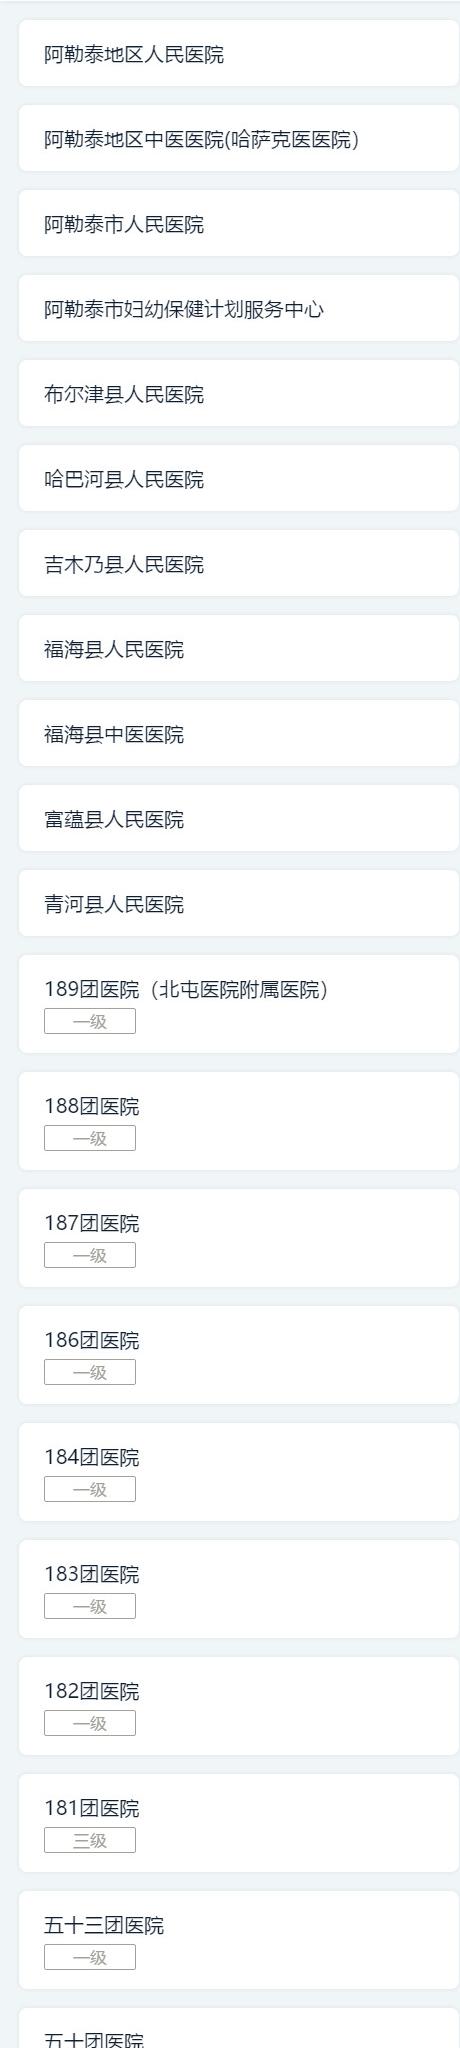 阿勒泰地区人民医院
阿勒泰地区中医医院(哈萨克医医院）
阿勒泰市人民医院
阿勒泰市妇幼保健计划服务中心
布尔津县人民医院
哈巴河县人民医院
吉木乃县人民医院
福海县人民医院
福海县中医医院
富蕴县人民医院
青河县人民医院
189团医院（北屯医院附属医院）
一级
188团医院
一级
187团医院
一级
186团医院
一级
184团医院
一级
183团医院
一级
182团医院
一级
181团医院
三级
五十三团医院
一级
五十团医院